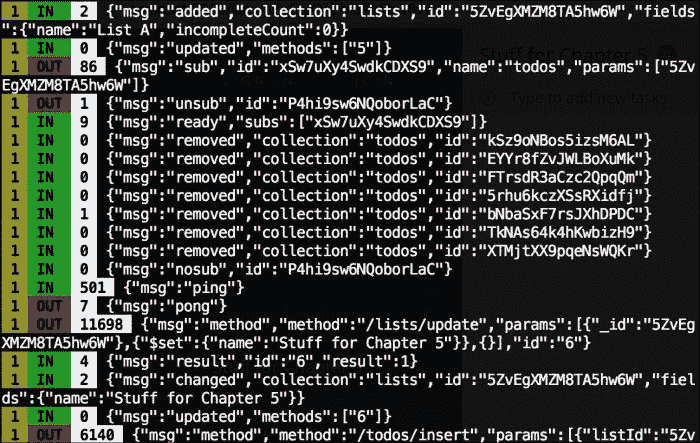 1 IN 2 {"msg":"added","collection":"lists","id":"5ZvEgXMZM8TA5hw6W","fields
":{"name":"List A","incompleteCount":0}}
1 IN 0 {"msg":"updated","methods":["5"]}
1 OUT 86 {"msg":"sub","id":"xSw7uXy4SwdkCDXS9","name":"todos","params":["5Zv
EgXMZM8TA5hw6W"]}
1 OUT 1 {"msg":"unsub","id":"P4hi9sw6NQoborLaC"}
1 IN 9 {"msg":"ready","subs":["xSw7uXy4SwdkCDXS9"]}
1 IN 0 {"msg":"removed","collection":"todos","id":"kSz9oNBos5izsM6AL"}
1 IN 0 {"msg":"removed","collection":"todos","id":"EYYr8fZvJWLBoXuMk"}
1 IN 0 {"msg":"removed","collection":"todos","id":"FTrsdR3aCzc2QpqQm"}
1 IN 0 {"msg":"removed","collection":"todos","id":"5rhu6kczXSsRXidfj"}
1 IN 1 {"msg":"removed","collection":"todos","id":"bNbaSxF7rsJXhDPDC"}
1 IN 0 {"msg":"removed","collection":"todos","id":"TkNAs64k4hKwbizH9"}
1 IN 0 {"msg":"removed","collection":"todos","id":"XTMjtXX9pqeNsWQKr"}
1 IN 0 {"msg":"nosub","id":"P4hi9sw6NQoborLaC"}
1 IN 501 {"msg":"ping"}
1 OUT 7 {"msg":"pong"}
1 OUT 11698 {"msg":"method","method":"/lists/update","params":[{"_id":"5ZvEg
XMZM8TA5hw6W"},{"$set":{"name":"Stuff for Chapter 5"}},{}],"id":"6"}
1 IN 4 {"msg":"result","id":"6","result":1}
1 IN 2 {"msg":"changed","collection":"lists","id":"5ZvEgXMZM8TA5hw6W","fiel
ds":{"name":"Stuff for Chapter 5"}}
1 IN 0 {"msg":"updated","methods":["6"]}
1 OUT 6140 {"msg":"method","method":"/todos/insert","params":[{"listId":"5Zv
Stuff for Chapter 5
Type to add new tasks